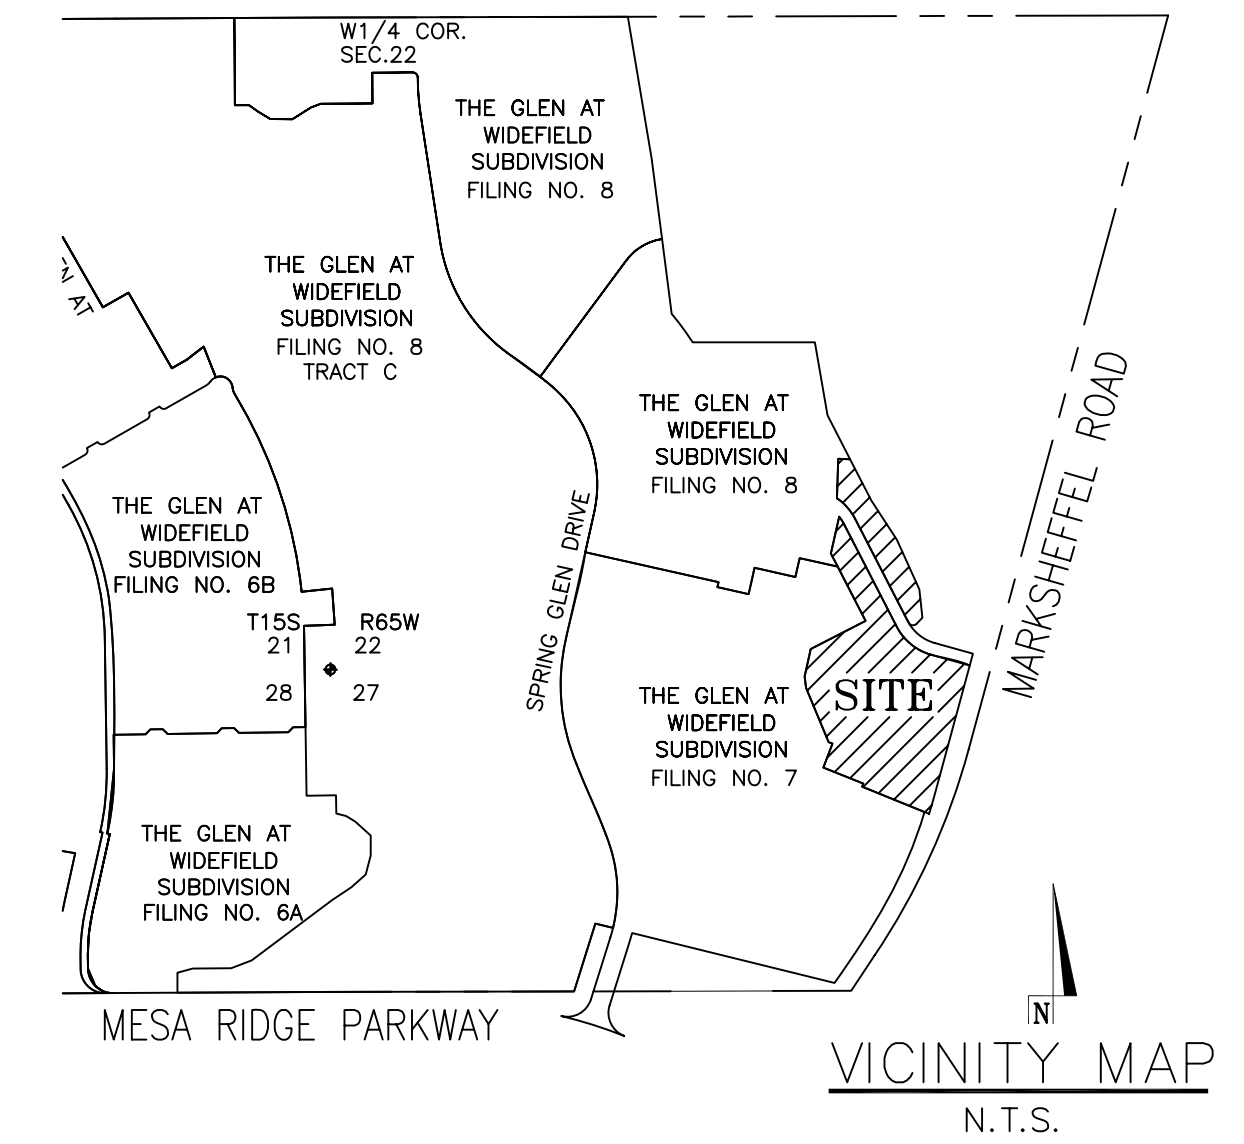 W1/4 COR.
SEC.22
THE GLEN AT
WIDEFIELD
SUBDIVISION
FILING NO. 8
THE GLEN AT
WIDEFIELD
SUBDIVISION
FILING NO. 8
TRACT C
N AT
THE GLEN AT
WIDEFIELD
SUBDIVISION
FILING NO. 8
MARKSHEFFEL ROAD
THE GLEN AT
WIDEFIELD
SUBDIVISION
FILING NO. 6B
SPRING GLEN DRIVE
T15S R65W
21 22
28 27
SITE
THE GLEN AT
WIDEFIELD
SUBDIVISION
FILING NO. 7
THE GLEN AT
WIDEFIELD
SUBDIVISION
FILING NO. 6A
MESA RIDGE PARKWAY
N
VICINITY MAP
N.T.S.